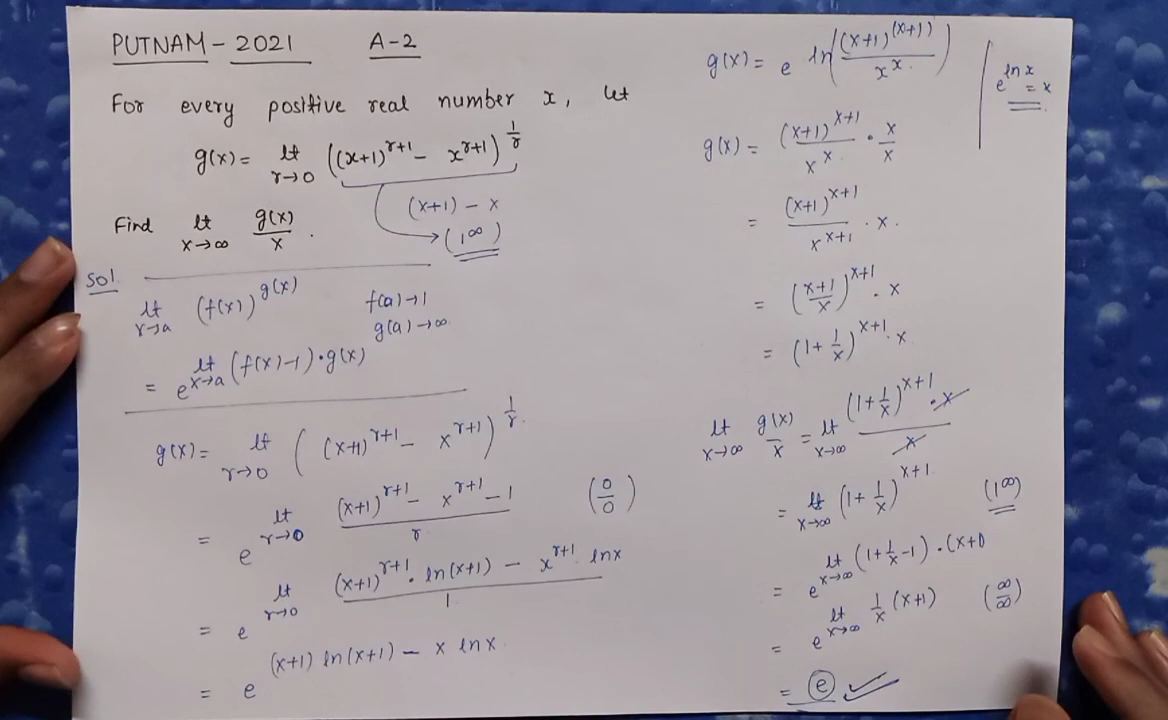 PUTNAM - 2021 A-2
For every positive real number x, let
g(x) = lt r→0 ((x+1)^{r+1} - x^{r+1})^{1/r}
(x+1) - x
(1^∞)
Find lt x→∞ g(x)/x .
Sol.
lt r→a (f(x))^{g(x)} f(a)→1
g(a)→∞
= e^{lt x→a (f(x)-1)·g(x)}
g(x) = lt r→0 ((x+1)^{r+1} - x^{r+1})^{1/r}
= e^{lt r→0 ((x+1)^{r+1} - x^{r+1} - 1)/r} (0/0)
= e^{lt r→0 ((x+1)^{r+1} · ln(x+1) - x^{r+1} lnx)/1}
= e^{(x+1) ln(x+1) - x lnx}
g(x) = e^{ln((x+1)^{(x+1)}/x^x)}
e^{lnx} = x
g(x) = (x+1)^{x+1}/x^x · x/x
= (x+1)^{x+1}/x^{x+1} · x.
= ((x+1)/x)^{x+1} · x
= (1+1/x)^{x+1} · x
lt x→∞ g(x)/x = lt x→∞ ((1+1/x)^{x+1} · x)/x
= lt x→∞ (1+1/x)^{x+1} (1^∞)
= e^{lt x→∞ (1+1/x-1)·(x+1)}
= e^{lt x→∞ 1/x (x+1)} (∞/∞)
= e ✓